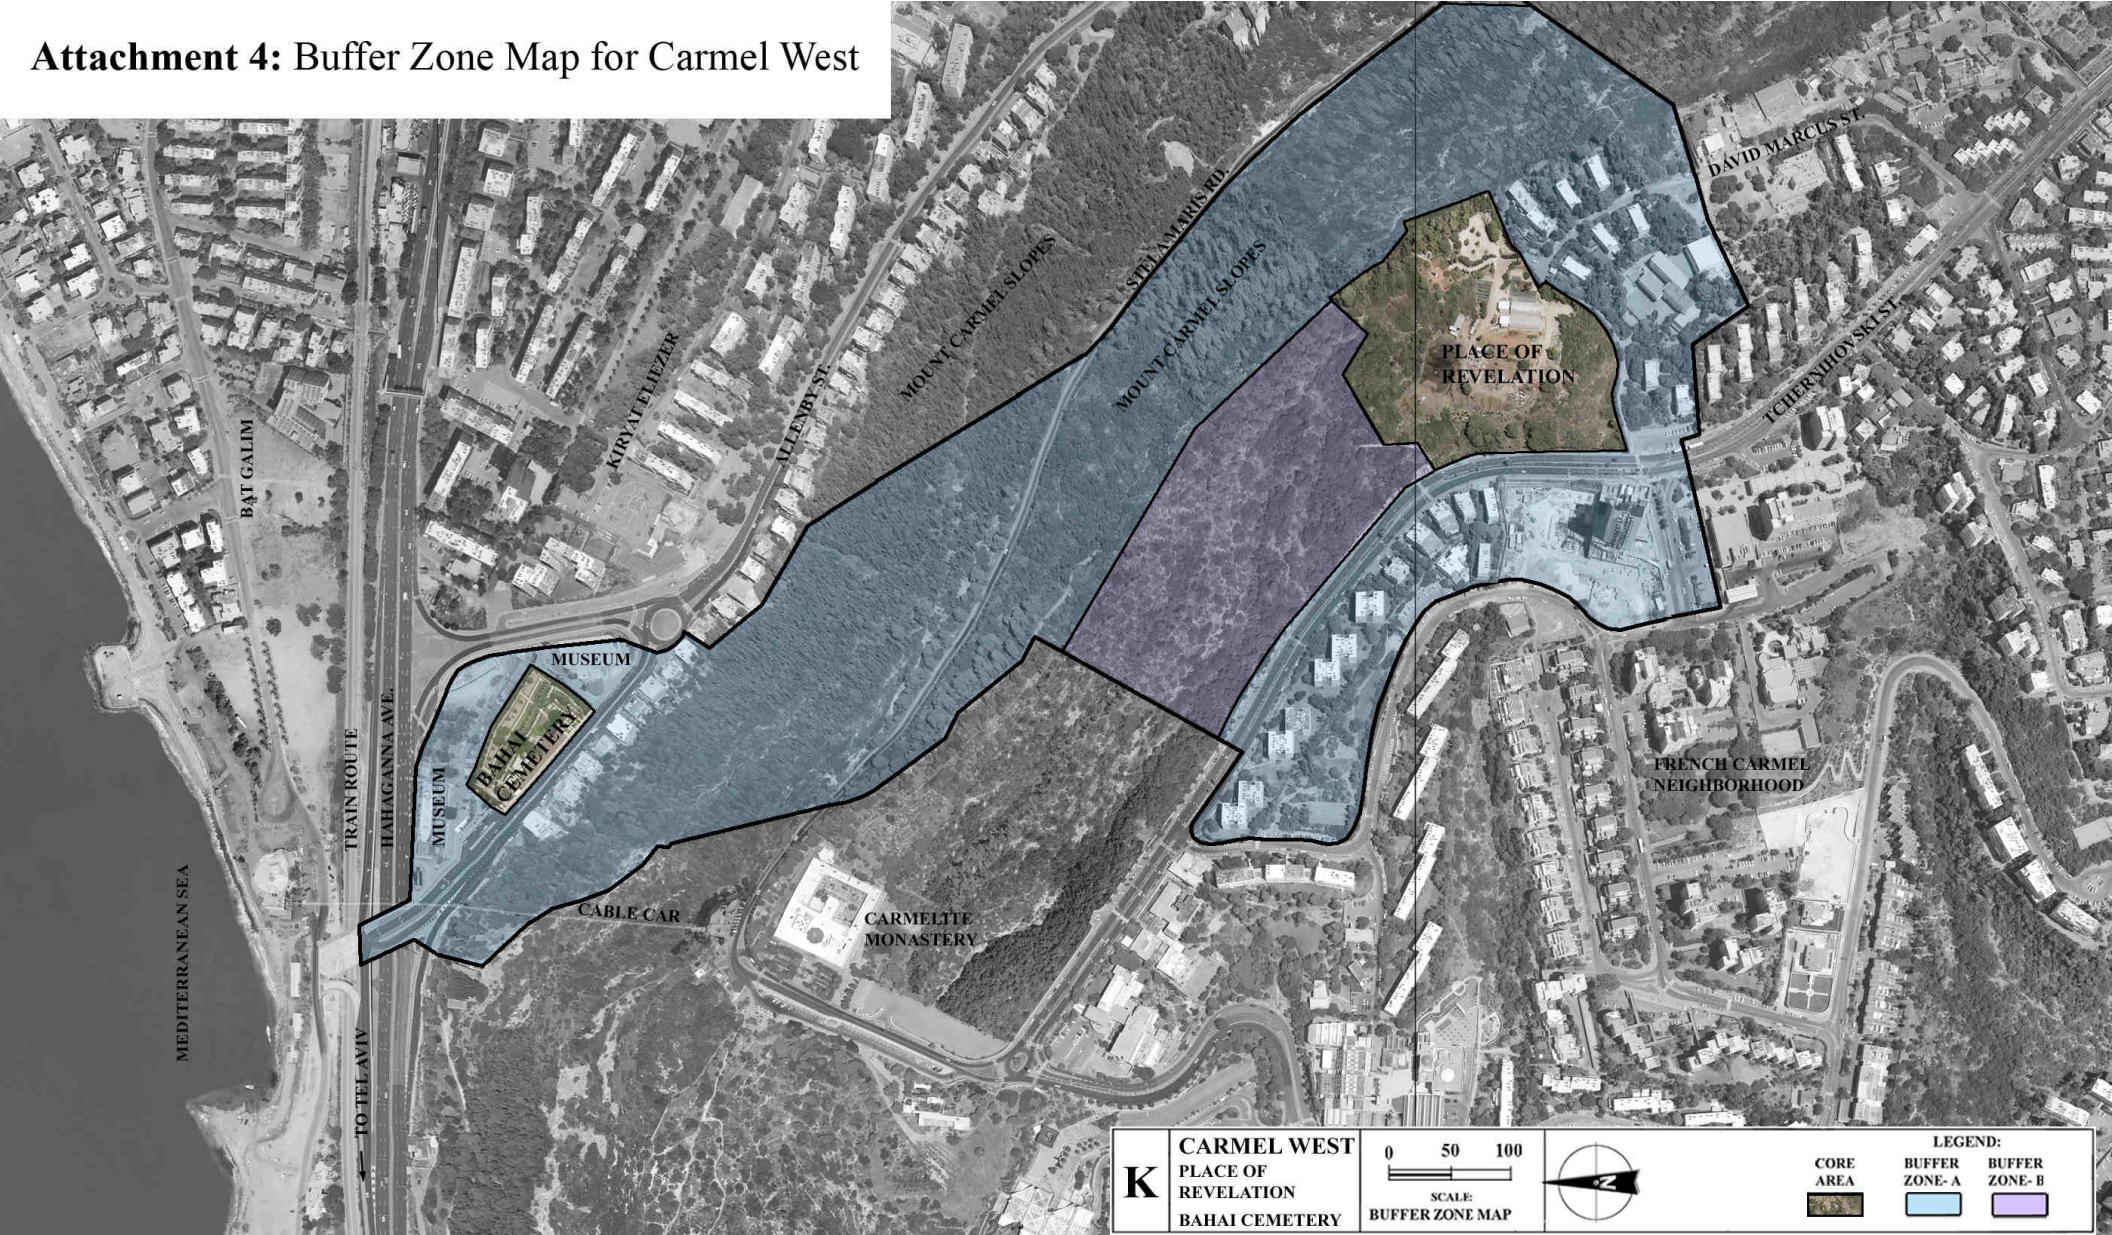 Attachment 4: Buffer Zone Map for Carmel West
DAVID MARCUS ST.
STELAMARIS RD.
MOUNT CARMEL SLOPES
MOUNT CARMEL SLOPES
TCHERNIHOVSKI ST.
PLACE OF
REVELATION
KIRYAT ELIEZER
ALLENBY ST.
BAT GALIM
MUSEUM
BAHAI
CEMETERY
TRAIN ROUTE
HAHAGANNA AVE.
MUSEUM
FRENCH CARMEL
NEIGHBORHOOD
MEDITERRANEAN SEA
CABLE CAR
CARMELITE
MONASTERY
TO TEL AVIV
K
CARMEL WEST
PLACE OF
REVELATION
BAHAI CEMETERY
0 50 100
SCALE:
BUFFER ZONE MAP
N
LEGEND:
CORE
AREA
BUFFER
ZONE- A
BUFFER
ZONE- B